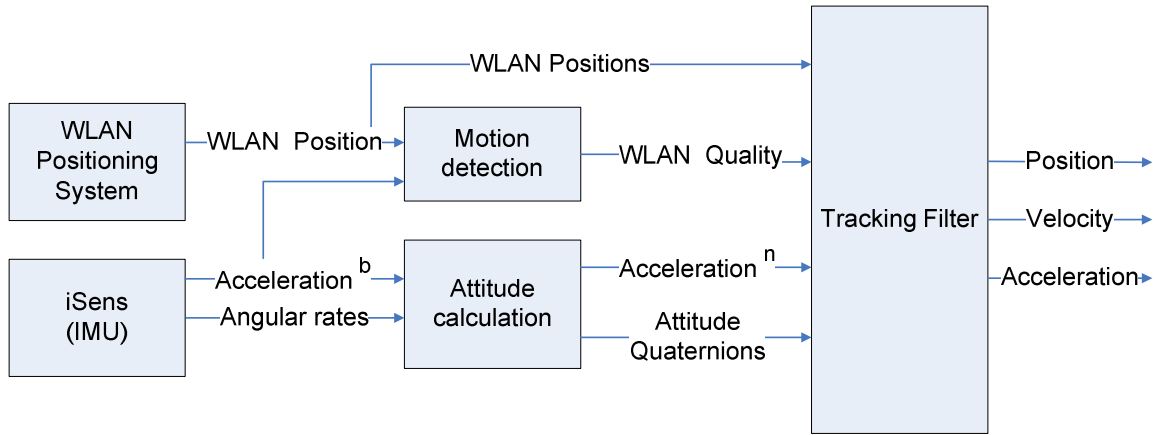 WLAN Positions
WLAN
Positioning
System
WLAN Position
Motion
detection
WLAN Quality
Position
Tracking Filter
Velocity
iSens
(IMU)
Acceleration b
Angular rates
Attitude
calculation
Acceleration n
Attitude
Quaternions
Acceleration